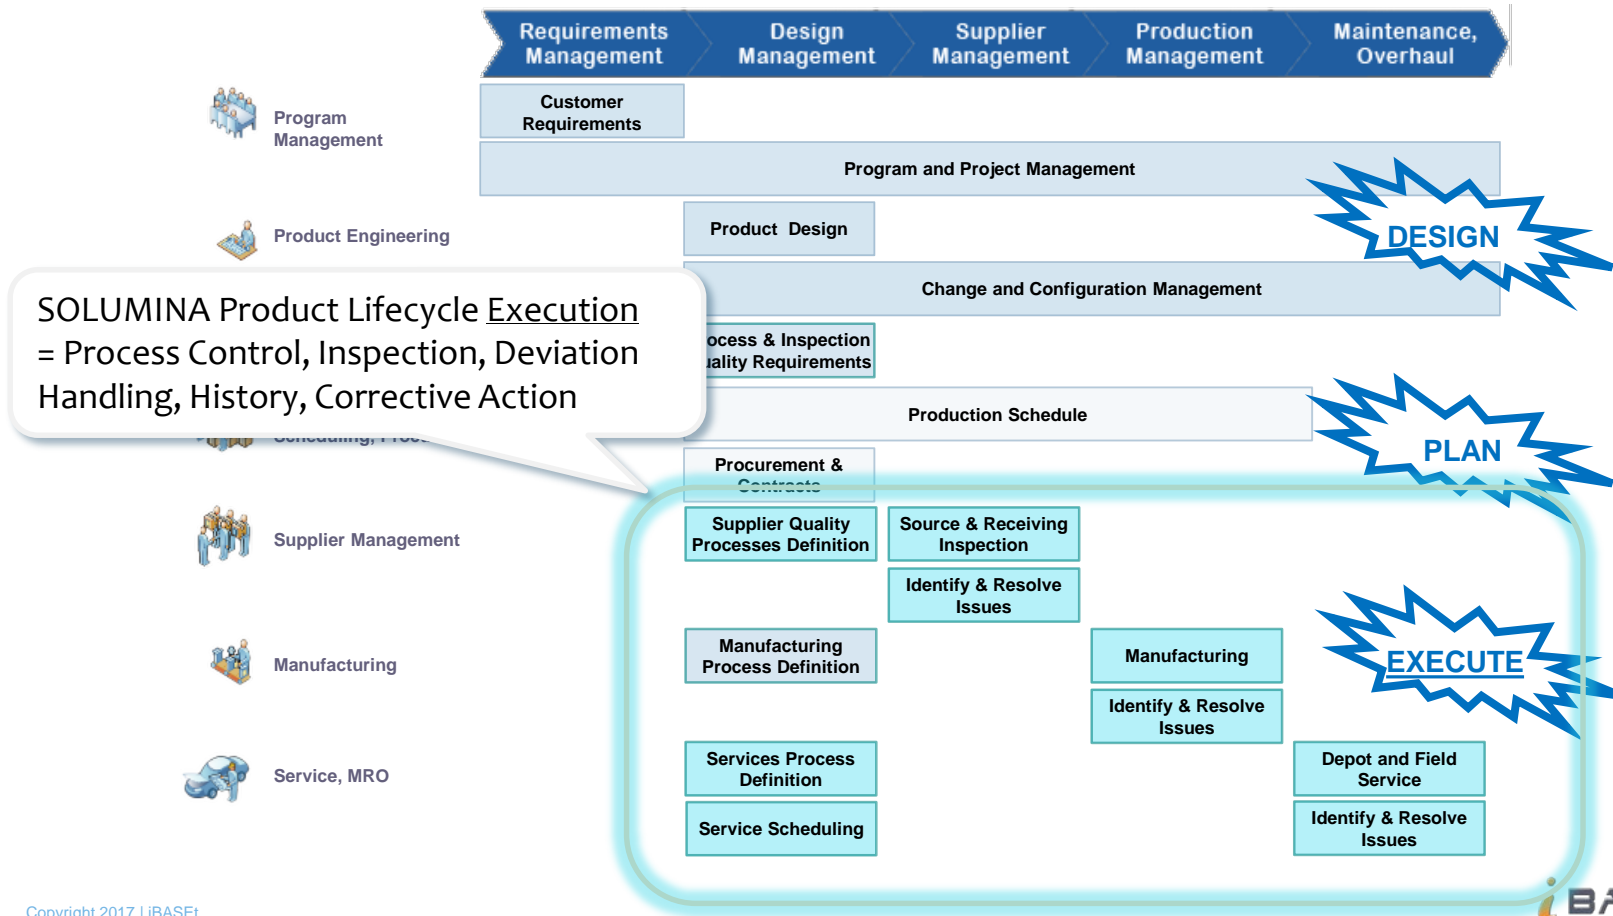 Requirements
Management
Design
Management
Supplier
Management
Production
Management
Maintenance,
Overhaul
Program
Management
Customer
Requirements
Program and Project Management
DESIGN
Product Engineering
Product Design
Change and Configuration Management
SOLUMINA Product Lifecycle Execution
= Process Control, Inspection, Deviation
Handling, History, Corrective Action
ocess & Inspection
ality Requirements
Production Schedule
PLAN
Scheduling,
Procurement &
Contracts
Supplier Management
Supplier Quality
Processes Definition
Source & Receiving
Inspection
Identify & Resolve
Issues
Manufacturing
Manufacturing
Process Definition
Manufacturing
EXECUTE
Identify & Resolve
Issues
Service, MRO
Services Process
Definition
Depot and Field
Service
Service Scheduling
Identify & Resolve
Issues
Copyright 2017 | iBASEt
iBA